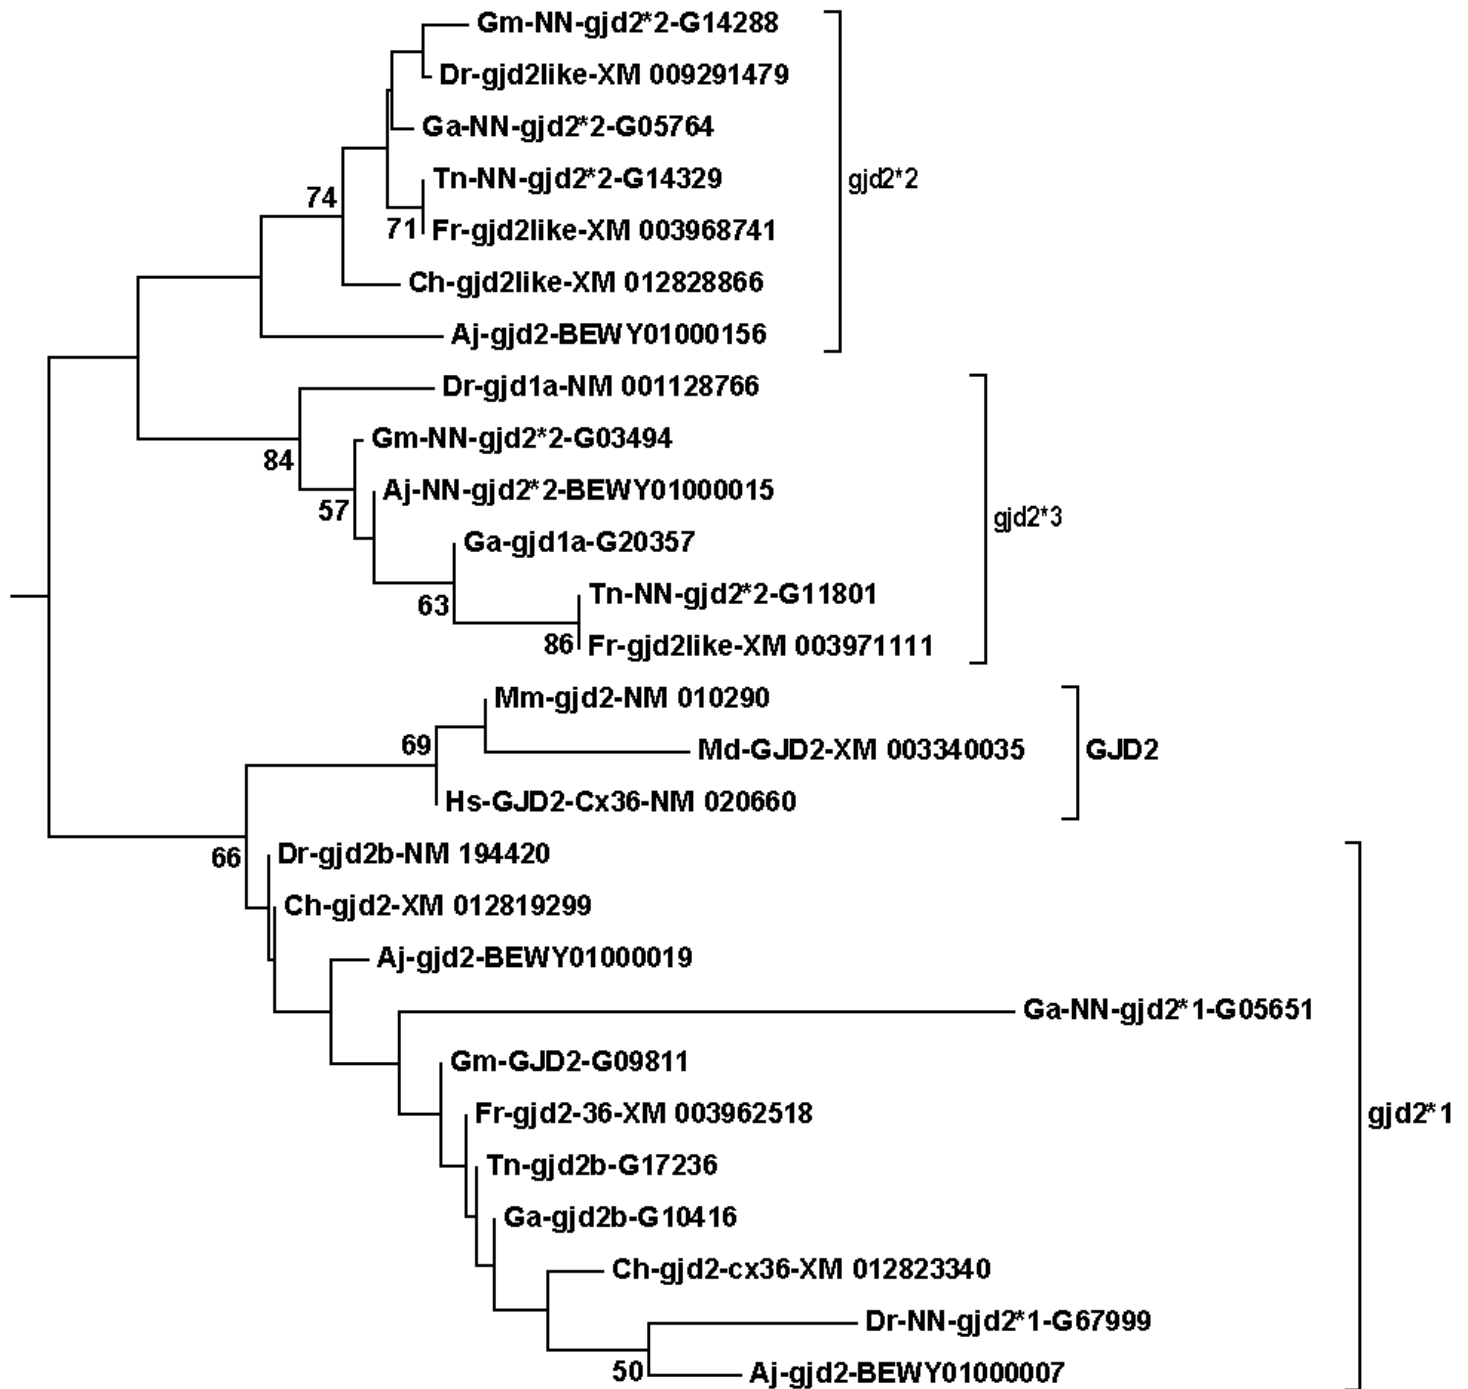 Gm-NN-gjd2*2-G14288
Dr-gjd2like-XM 009291479
Ga-NN-gjd2*2-G05764
Tn-NN-gjd2*2-G14329
gjd2*2
74
71
Fr-gjd2like-XM 003968741
Ch-gjd2like-XM 012828866
Aj-gjd2-BEWY01000156
Dr-gjd1a-NM 001128766
Gm-NN-gjd2*2-G03494
84
Aj-NN-gjd2*2-BEWY01000015
57
gjd2*3
Ga-gjd1a-G20357
Tn-NN-gjd2*2-G11801
63
86
Fr-gjd2like-XM 003971111
Mm-gjd2-NM 010290
69
Md-GJD2-XM 003340035
GJD2
Hs-GJD2-Cx36-NM 020660
66
Dr-gjd2b-NM 194420
Ch-gjd2-XM 012819299
Aj-gjd2-BEWY01000019
Ga-NN-gjd2*1-G05651
Gm-GJD2-G09811
Fr-gjd2-36-XM 003962518
gjd2*1
Tn-gjd2b-G17236
Ga-gjd2b-G10416
Ch-gjd2-cx36-XM 012823340
Dr-NN-gjd2*1-G67999
50
Aj-gjd2-BEWY01000007